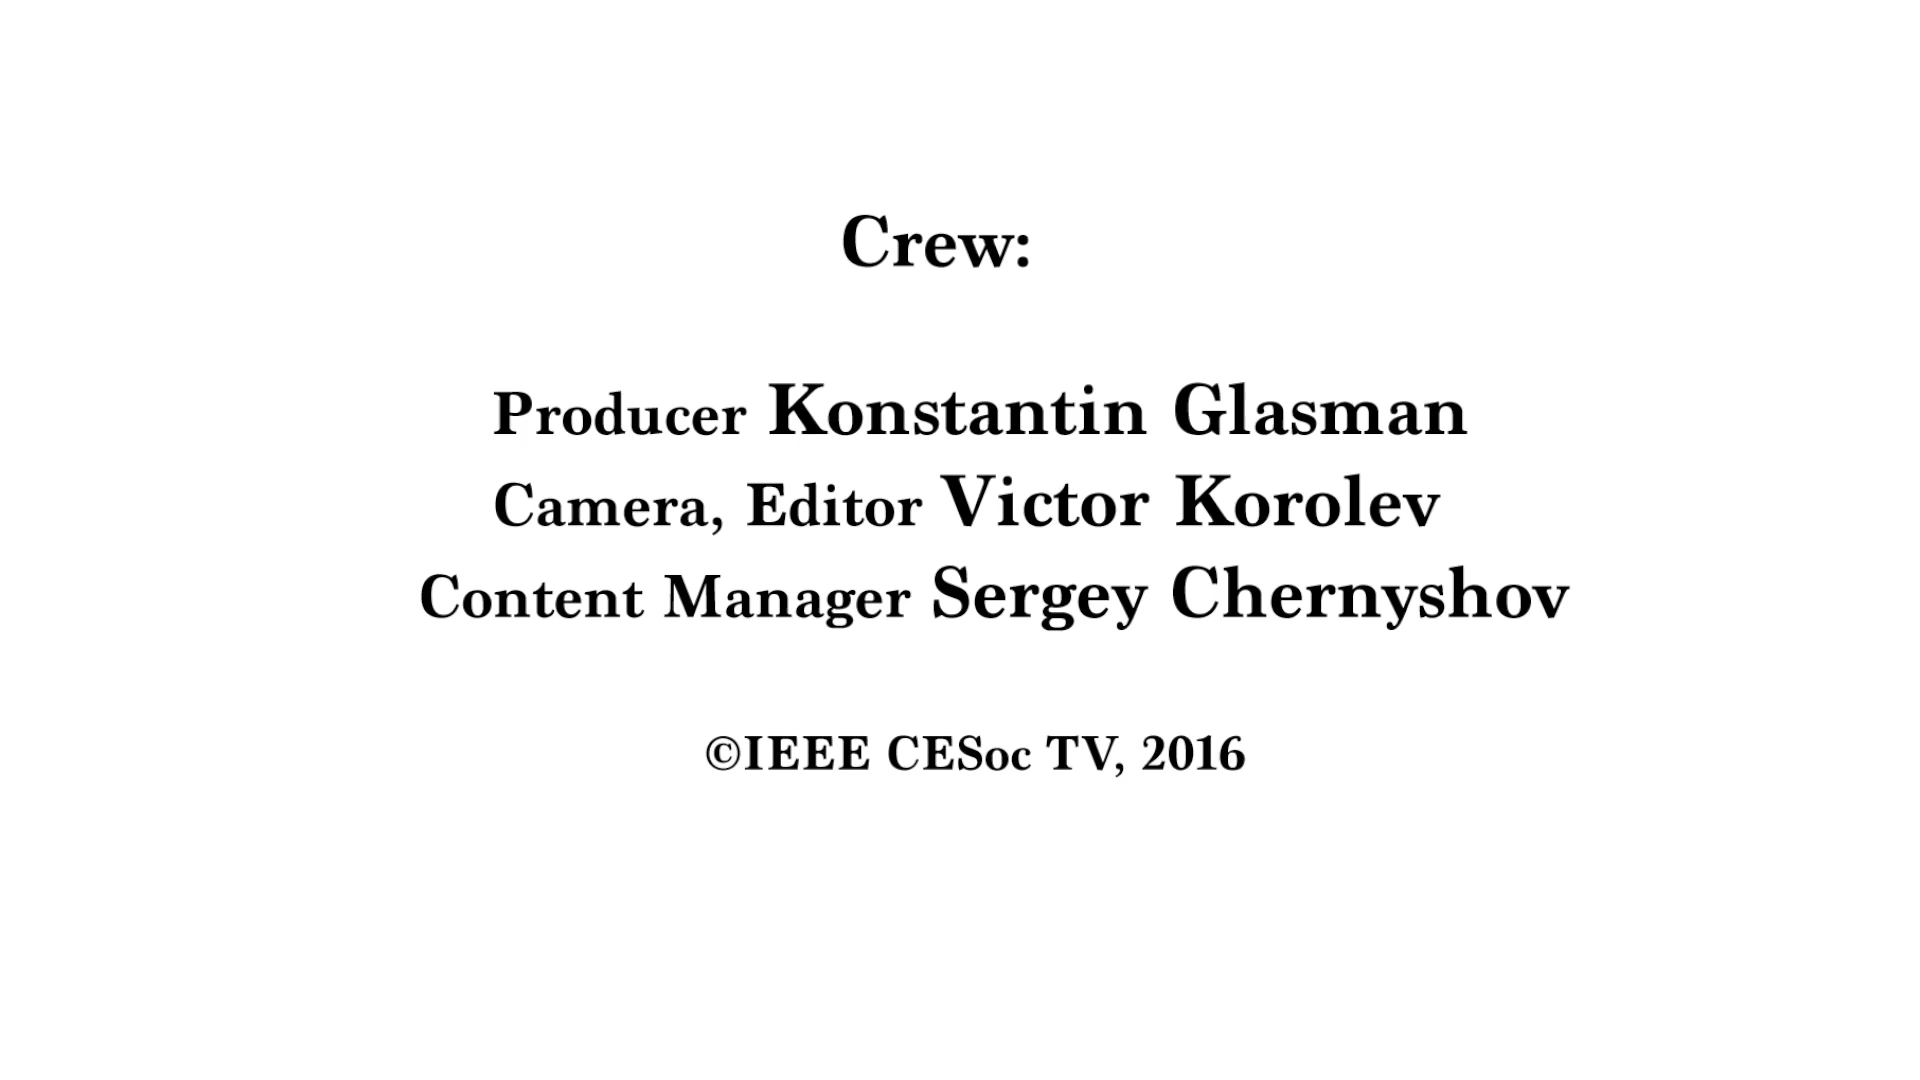 Crew:
Producer Konstantin Glasman
Camera, Editor Victor Korolev
Content Manager Sergey Chernyshov
©IEEE CESoc TV, 2016